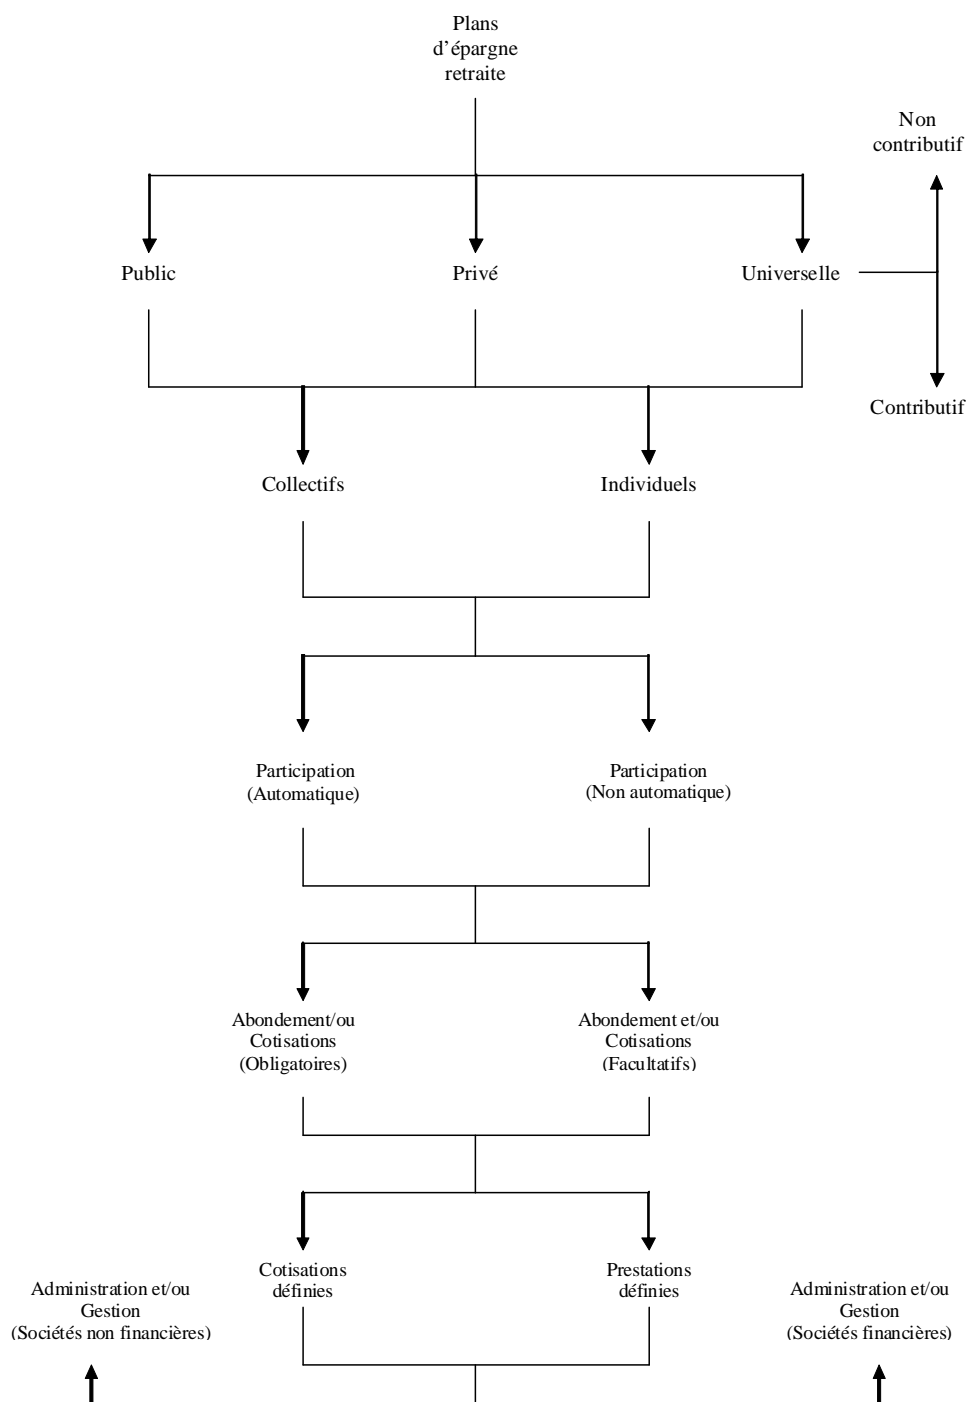 Plans
d'épargne
retraite
Non
contributif
Public
Privé
Universelle
Contributif
Collectifs
Individuels
Participation
(Automatique)
Participation
(Non automatique)
Abondement/ou
Cotisations
(Obligatoires)
Abondement et/ou
Cotisations
(Facultatifs)
Cotisations
définies
Prestations
définies
Administration et/ou
Gestion
(Sociétés non financières)
Administration et/ou
Gestion
(Sociétés financières)